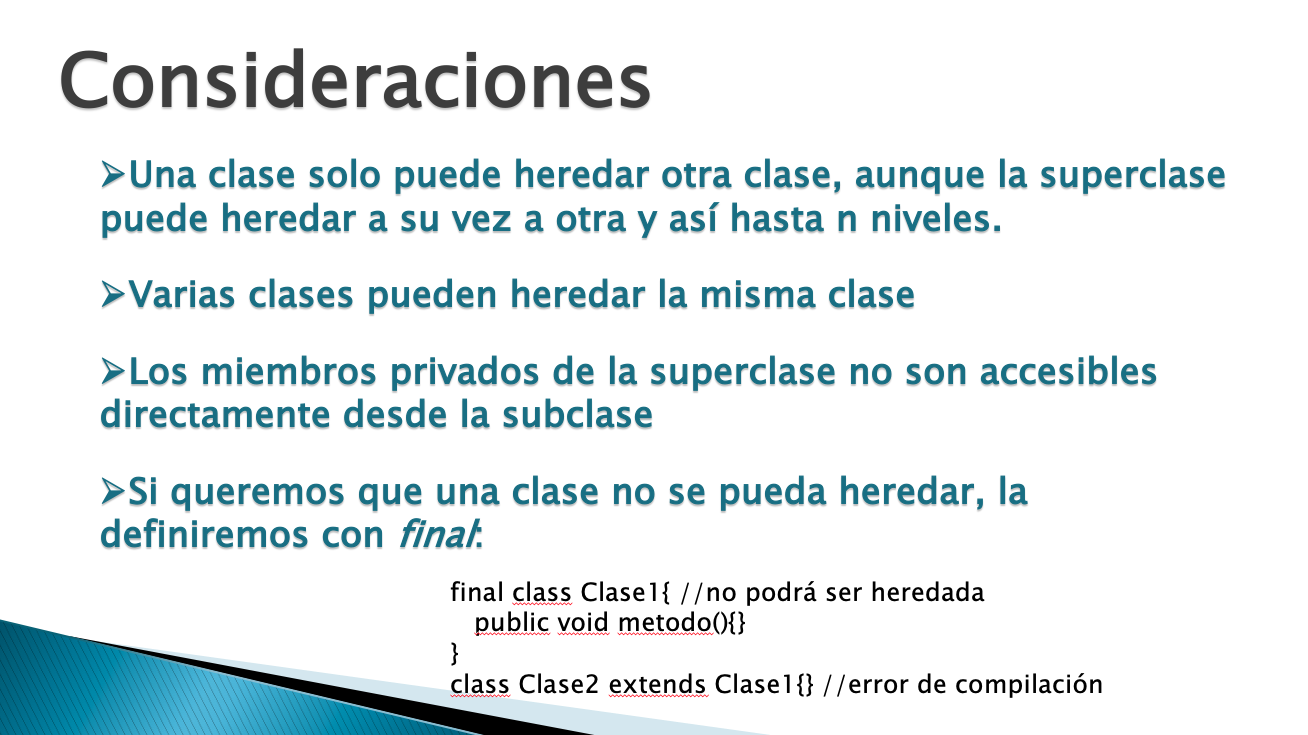 Consideraciones
➢Una clase solo puede heredar otra clase, aunque la superclase
puede heredar a su vez a otra y así hasta n niveles.
➢Varias clases pueden heredar la misma clase
➢Los miembros privados de la superclase no son accesibles
directamente desde la subclase
➢Si queremos que una clase no se pueda heredar, la
definiremos con final:
final class Clase1{ //no podrá ser heredada
public void metodo(){}
}
class Clase2 extends Clase1{} //error de compilación